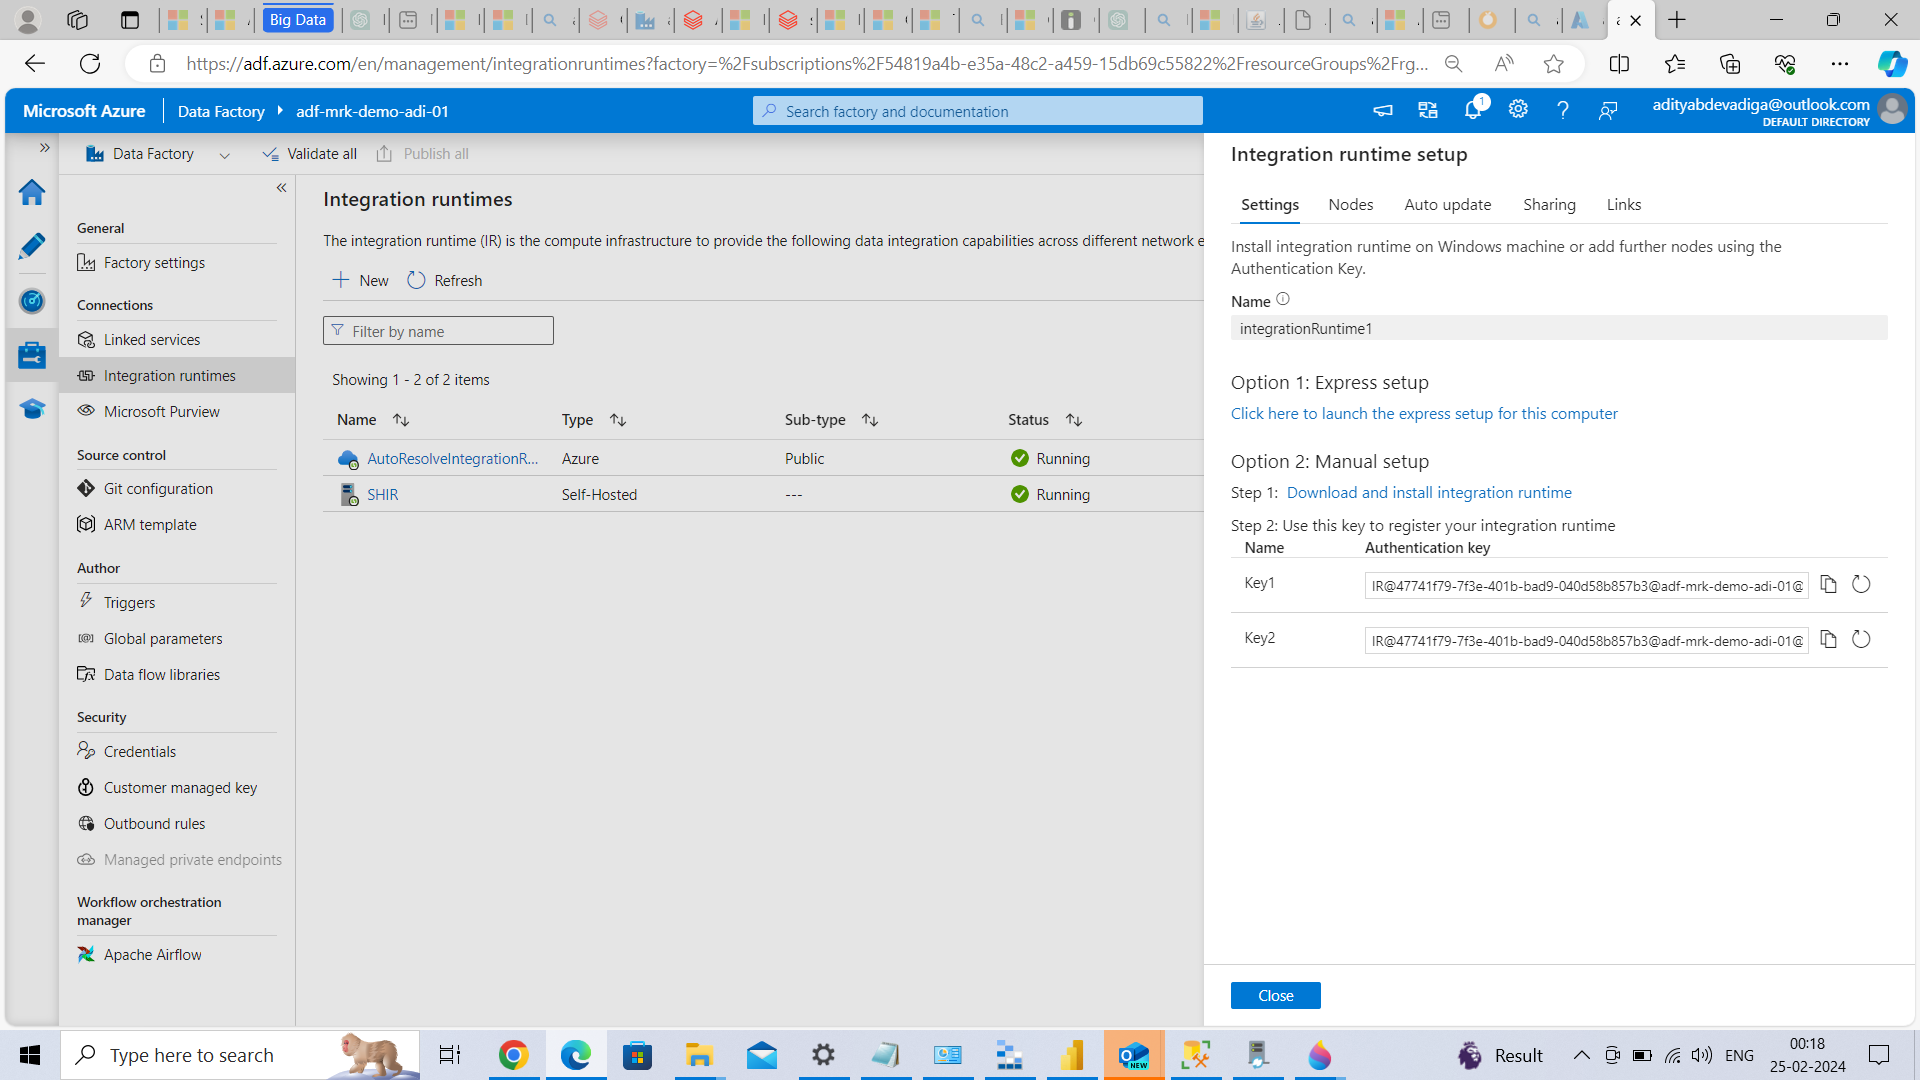 Big Data
https://adf.azure.com/en/management/integrationruntimes?factory=%2Fsubscriptions%2F54819a4b-e35a-48c2-a459-15db69c55822%2FresourceGroups%2Frg...
Microsoft Azure
Data Factory
adf-mrk-demo-adi-01
Search factory and documentation
1
adityabdevadiga@outlook.com
DEFAULT DIRECTORY
Data Factory
Validate all
Publish all
General
Factory settings
Connections
Linked services
Integration runtimes
Microsoft Purview
Source control
Git configuration
ARM template
Author
Triggers
Global parameters
Data flow libraries
Security
Credentials
Customer managed key
Outbound rules
Managed private endpoints
Workflow orchestration
manager
Apache Airflow
Integration runtimes
The integration runtime (IR) is the compute infrastructure to provide the following data integration capabilities across different network e
New Refresh
Filter by name
Showing 1 - 2 of 2 items
Name Type Sub-type Status
AutoResolveIntegrationR... Azure Public Running
SHIR Self-Hosted --- Running
Integration runtime setup
Settings Nodes Auto update Sharing Links
Install integration runtime on Windows machine or add further nodes using the
Authentication Key.
Name
integrationRuntime1
Option 1: Express setup
Click here to launch the express setup for this computer
Option 2: Manual setup
Step 1: Download and install integration runtime
Step 2: Use this key to register your integration runtime
Name Authentication key
Key1 IR@47741f79-7f3e-401b-bad9-040d58b857b3@adf-mrk-demo-adi-01@
Key2 IR@47741f79-7f3e-401b-bad9-040d58b857b3@adf-mrk-demo-adi-01@
Close
Type here to search
NEW
Result
ENG
00:18
25-02-2024